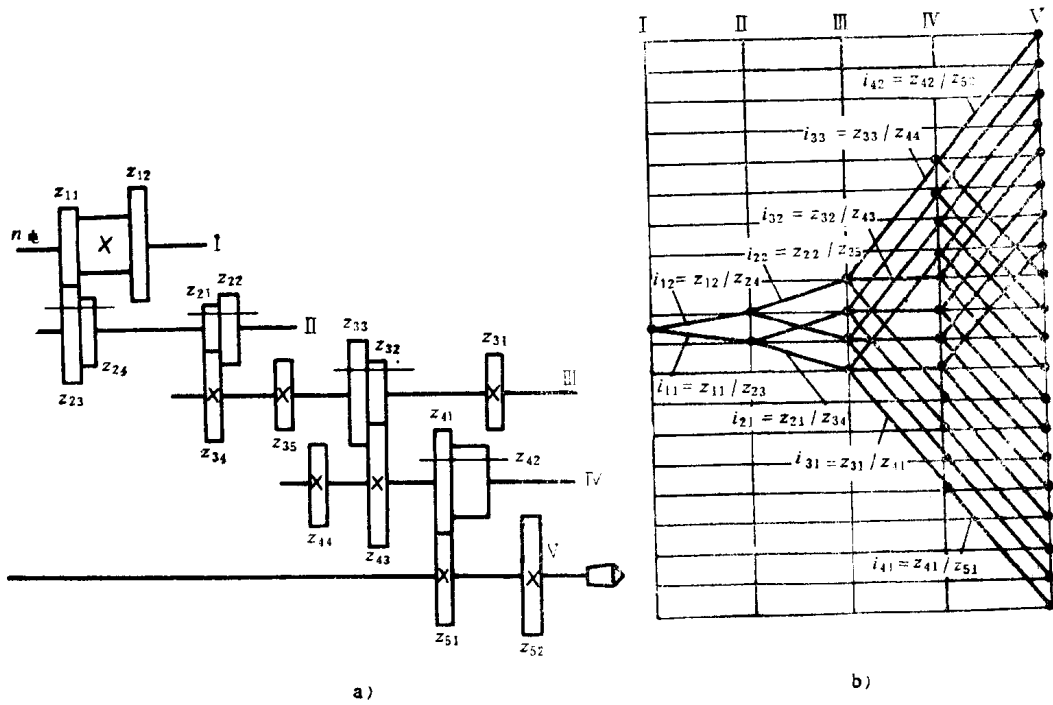 z₁₁
z₁₂
n电
I
z₂₁
z₂₂
II
z₂₃
z₂₄
z₃₃
z₃₂
z₃₁
III
z₃₄
z₃₅
z₄₁
z₄₂
IV
z₄₄
z₄₃
V
z₅₁
z₅₂
a）
I
II
III
IV
V
i₄₂ = z₄₂ / z₅₂
i₃₃ = z₃₃ / z₄₄
i₃₂ = z₃₂ / z₄₃
i₂₂ = z₂₂ / z₃₅
i₁₂ = z₁₂ / z₂₄
i₁₁ = z₁₁ / z₂₃
i₂₁ = z₂₁ / z₃₄
i₃₁ = z₃₁ / z₄₁
i₄₁ = z₄₁ / z₅₁
b）